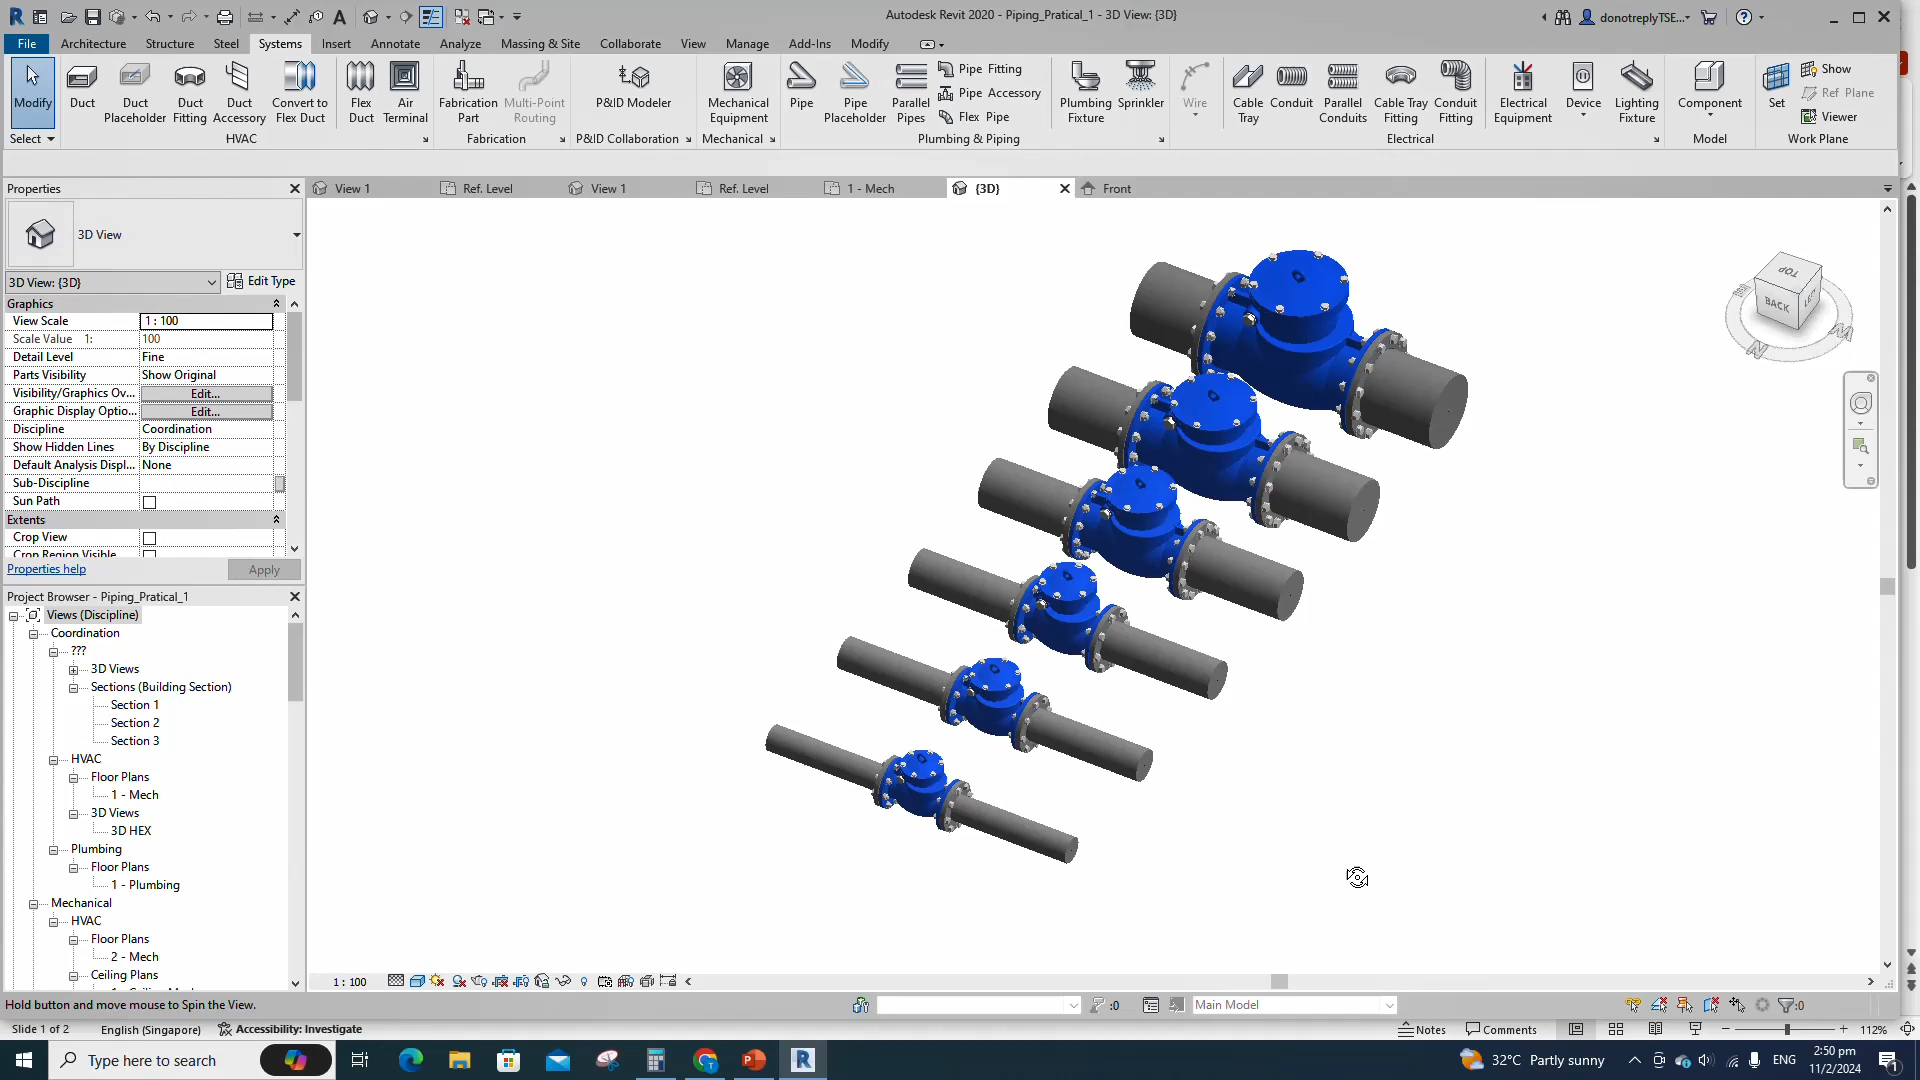 Autodesk Revit 2020 - Piping_Pratical_1 - 3D View: {3D}
donotreplyTSE...
File Architecture Structure Steel Systems Insert Annotate Analyze Massing & Site Collaborate View Manage Add-Ins Modify
Modify
Duct
Duct Placeholder
Duct Fitting
Duct Accessory
Convert to Flex Duct
Flex Duct
Air Terminal
Fabrication Part
Multi-Point Routing
P&ID Modeler
Mechanical Equipment
Pipe
Pipe Placeholder
Parallel Pipes
Pipe Fitting
Pipe Accessory
Flex Pipe
Plumbing Fixture
Sprinkler
Wire
Cable Tray
Conduit
Parallel Conduits
Cable Tray Fitting
Conduit Fitting
Electrical Equipment
Device
Lighting Fixture
Component
Set
Show
Ref Plane
Viewer
Select HVAC Fabrication P&ID Collaboration Mechanical Plumbing & Piping Electrical Model Work Plane
Properties
View 1 Ref. Level View 1 Ref. Level 1 - Mech {3D} Front
3D View
3D View: {3D} Edit Type
Graphics
View Scale 1 : 100
Scale Value 1: 100
Detail Level Fine
Parts Visibility Show Original
Visibility/Graphics Ov... Edit...
Graphic Display Optio... Edit...
Discipline Coordination
Show Hidden Lines By Discipline
Default Analysis Displ... None
Sub-Discipline
Sun Path
Extents
Crop View
Crop Region Visible
Properties help Apply
TOP
BACK
LEFT
Project Browser - Piping_Pratical_1
Views (Discipline)
Coordination
???
3D Views
Sections (Building Section)
Section 1
Section 2
Section 3
HVAC
Floor Plans
1 - Mech
3D Views
3D HEX
Plumbing
Floor Plans
1 - Plumbing
Mechanical
HVAC
Floor Plans
2 - Mech
Ceiling Plans
1 : 100
Hold button and move mouse to Spin the View.
:0
Main Model
:0
Slide 1 of 2 English (Singapore) Accessibility: Investigate
Notes Comments 112%
Type here to search
32°C Partly sunny
ENG
2:50 pm
11/2/2024
1